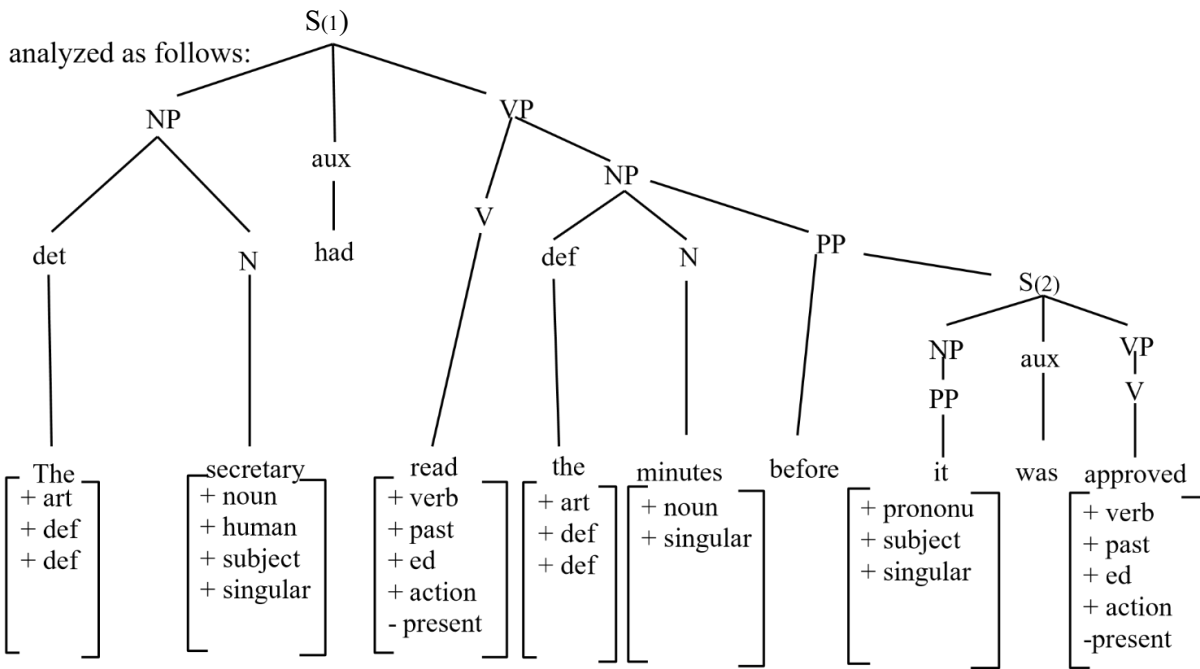 S(1)
analyzed as follows:
NP
VP
aux
NP
V
PP
det
N
had
def
N
S(2)
NP
aux
VP
PP
V
The
secretary
read
the
minutes
before
it
was
approved
+ art
+ def
+ def
+ noun
+ human
+ subject
+ singular
+ verb
+ past
+ ed
+ action
- present
+ art
+ def
+ def
+ noun
+ singular
+ prononu
+ subject
+ singular
+ verb
+ past
+ ed
+ action
-present